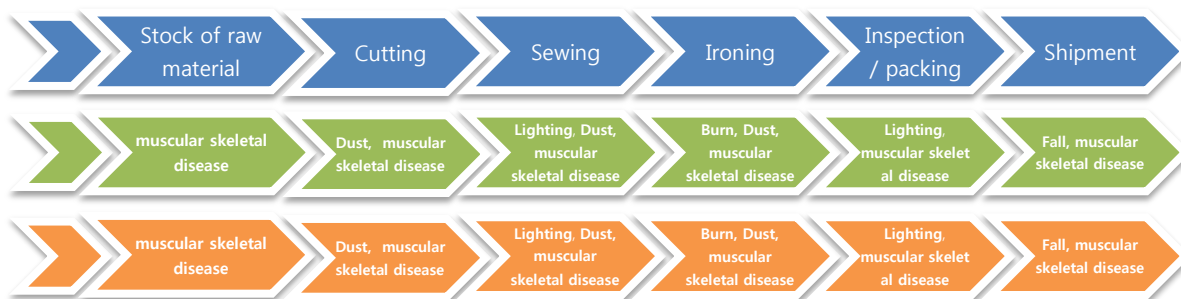 Stock of raw
material
Cutting
Sewing
Ironing
Inspection
/ packing
Shipment
muscular skeletal
disease
Dust, muscular
skeletal disease
Lighting, Dust,
muscular
skeletal disease
Burn, Dust,
muscular
skeletal disease
Lighting,
muscular skelet
al disease
Fall, muscular
skeletal disease
muscular skeletal
disease
Dust, muscular
skeletal disease
Lighting, Dust,
muscular
skeletal disease
Burn, Dust,
muscular
skeletal disease
Lighting,
muscular skelet
al disease
Fall, muscular
skeletal disease